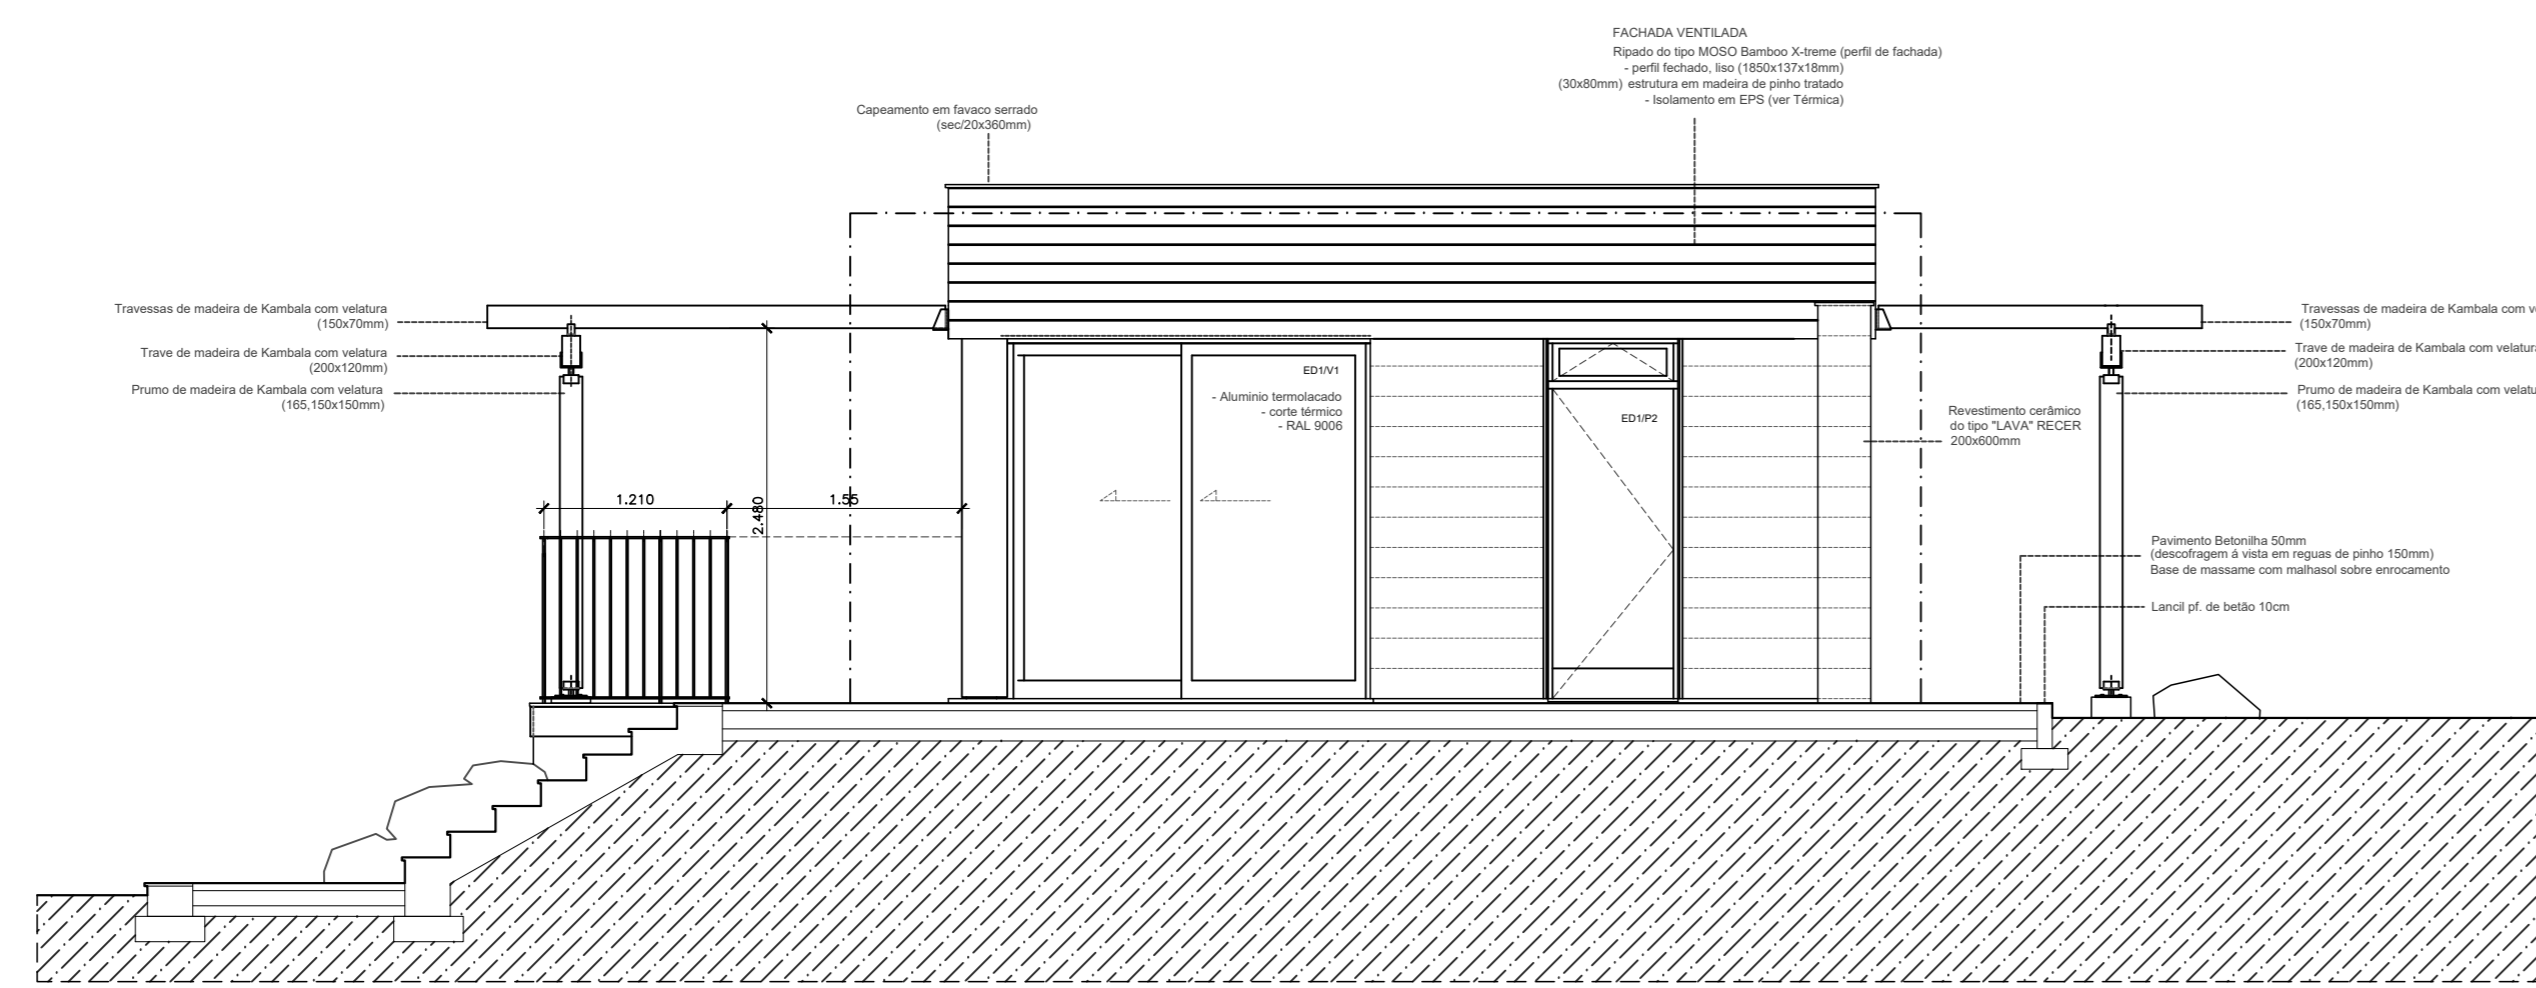 FACHADA VENTILADA
Ripado do tipo MOSO Bamboo X-treme (perfil de fachada)
- perfil fechado, liso (1850x137x18mm)
(30x80mm) estrutura em madeira de pinho tratado
- Isolamento em EPS (ver Térmica)
Capeamento em favaco serrado
(sec/20x360mm)
Travessas de madeira de Kambala com velatura
(150x70mm)
Trave de madeira de Kambala com velatura
(200x120mm)
Prumo de madeira de Kambala com velatura
(165,150x150mm)
ED1/V1
- Aluminio termolacado
- corte térmico
- RAL 9006
ED1/P2
Travessas de madeira de Kambala com
(150x70mm)
Trave de madeira de Kambala com velatura
(200x120mm)
Prumo de madeira de Kambala com
(165,150x150mm)
Revestimento cerâmico
do tipo "LAVA" RECER
200x600mm
1.210
1.55
2.480
Pavimento Betonilha 50mm
(descofragem á vista em reguas de pinho 150mm)
Base de massame com malhasol sobre enrocamento
Lancil pf. de betão 10cm